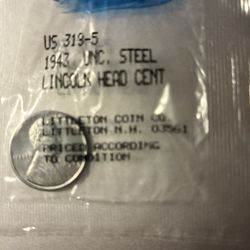 US 319-5
1943 UNC. STEEL
LINCOLN HEAD CENT
LITTLETON COIN CO.
LITTLETON N.H. 03561
PRICED ACCORDING
TO CONDITION